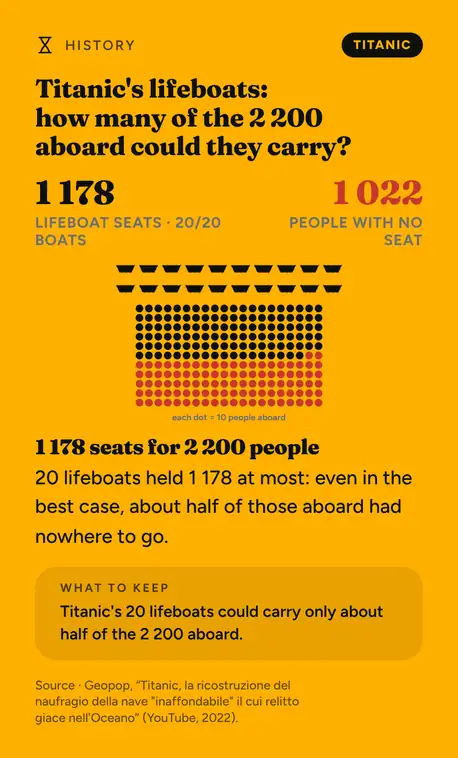 HISTORY
TITANIC
Titanic's lifeboats:
how many of the 2 200
aboard could they carry?
1 178
1 022
LIFEBOAT SEATS · 20/20
BOATS
PEOPLE WITH NO
SEAT
each dot = 10 people aboard
1 178 seats for 2 200 people
20 lifeboats held 1 178 at most: even in the
best case, about half of those aboard had
nowhere to go.
WHAT TO KEEP
Titanic's 20 lifeboats could carry only about
half of the 2 200 aboard.
Source · Geopop, "Titanic, la ricostruzione del
naufragio della nave "inaffondabile" il cui relitto
giace nell'Oceano" (YouTube, 2022).